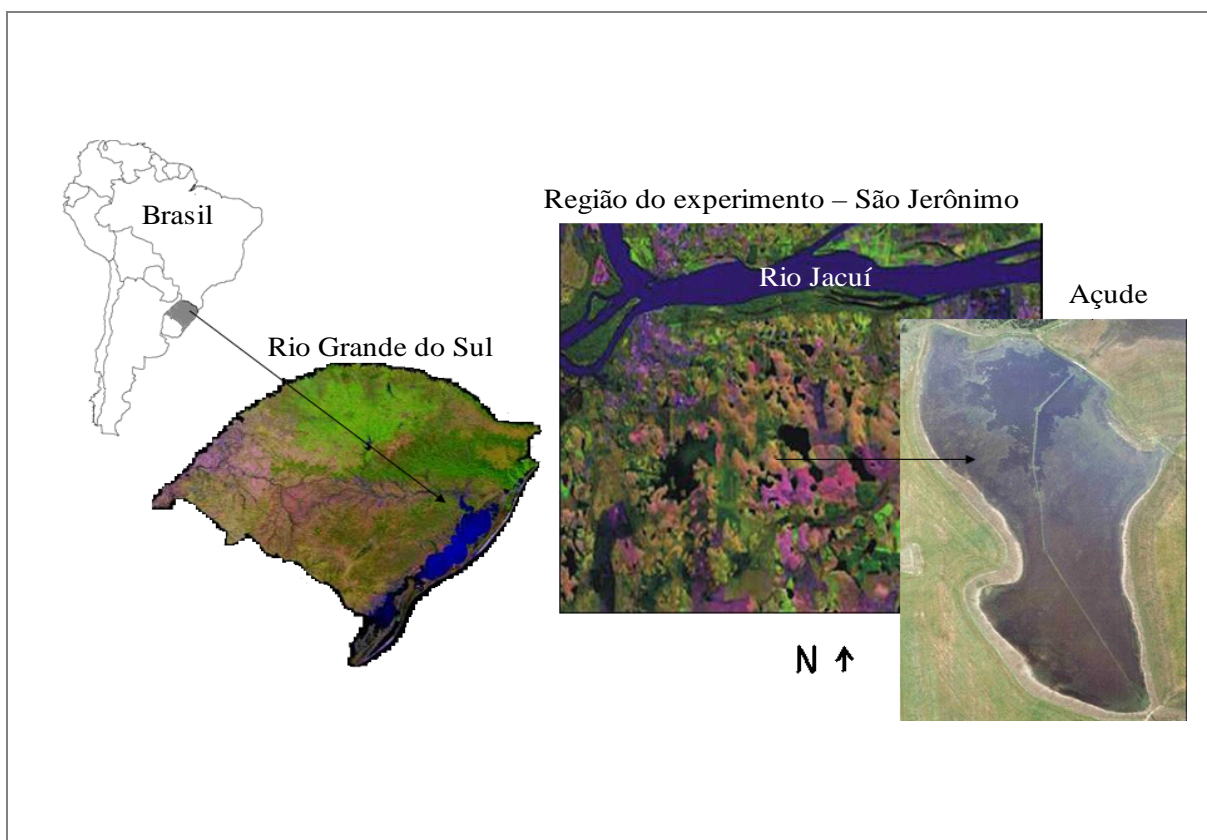 Brasil
Rio Grande do Sul
Região do experimento – São Jerônimo
Rio Jacuí
Açude
N